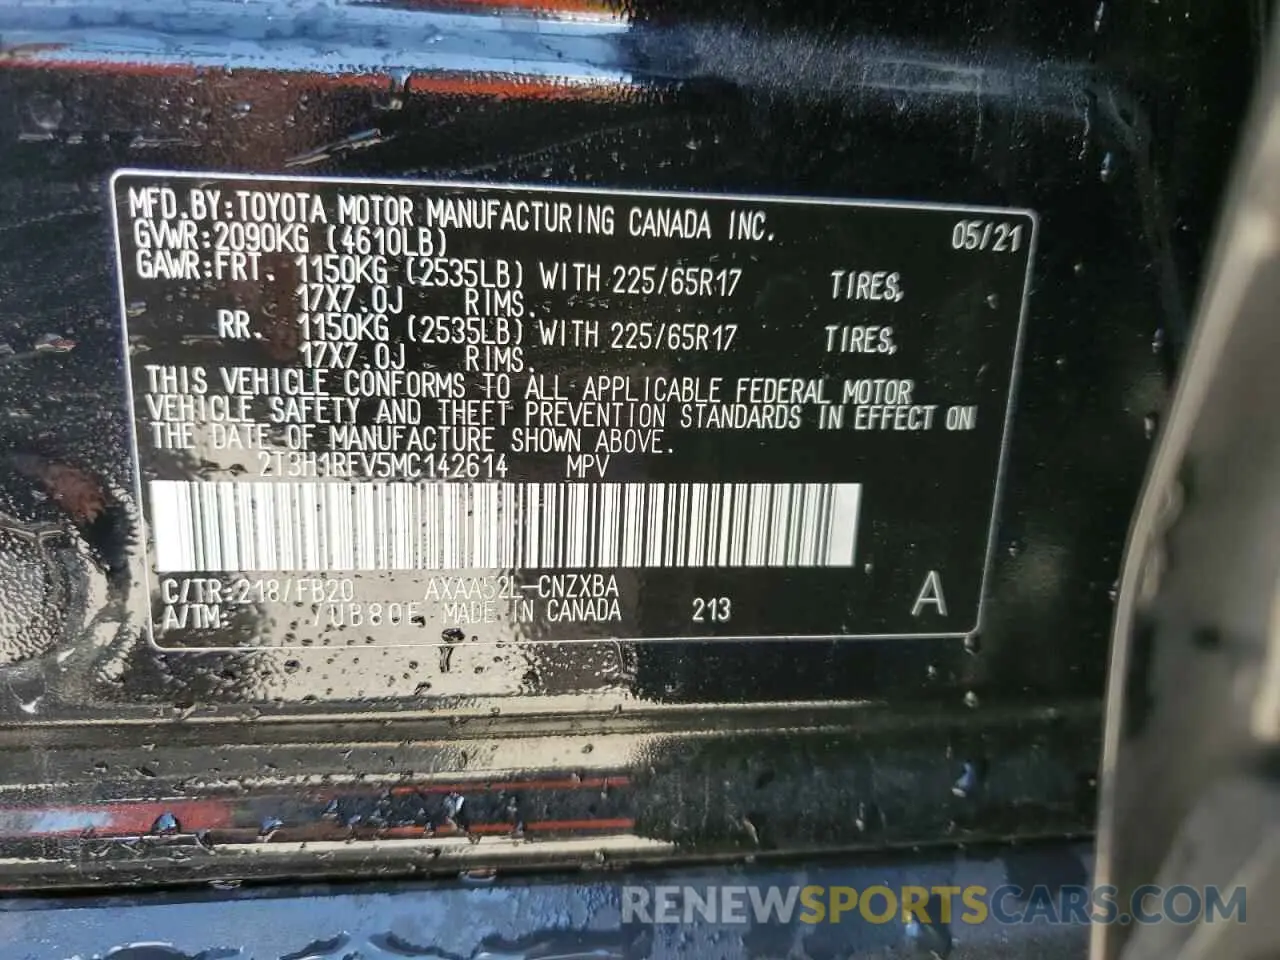 MFD.BY:TOYOTA MOTOR MANUFACTURING CANADA INC. 05/21
GVWR:2090KG (4610LB)
GAWR:FRT. 1150KG (2535LB) WITH 225/65R17 TIRES,
17X7.0J RIMS.
RR. 1150KG (2535LB) WITH 225/65R17 TIRES,
17X7.0J RIMS.
THIS VEHICLE CONFORMS TO ALL APPLICABLE FEDERAL MOTOR
VEHICLE SAFETY AND THEFT PREVENTION STANDARDS IN EFFECT ON
THE DATE OF MANUFACTURE SHOWN ABOVE.
2T3H1RFV5MC142614 MPV
C/TR:218/FB20 AXAA52L-CNZXBA
A/TM: /UB80E MADE IN CANADA 213 A
RENEWSPORTSCARS.COM